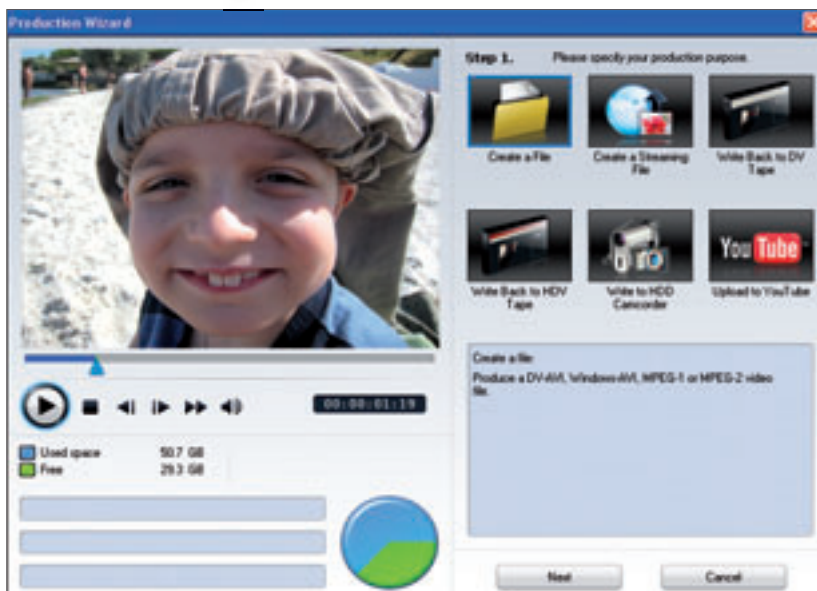 Production Wizard
Step 1. Please specify your production purpose.
Create a File
Create a Streaming
File
Write Back to DV
Tape
Write Back to HDV
Tape
Write to HDD
Camcorder
You Tube
Upload to YouTube
Create a file:
Produce a DV-AVI, Windows-AVI, MPEG-1 or MPEG-2 video
file.
00:00:01:19
Used space 50.7 GB
Free 29.3 GB
Next
Cancel